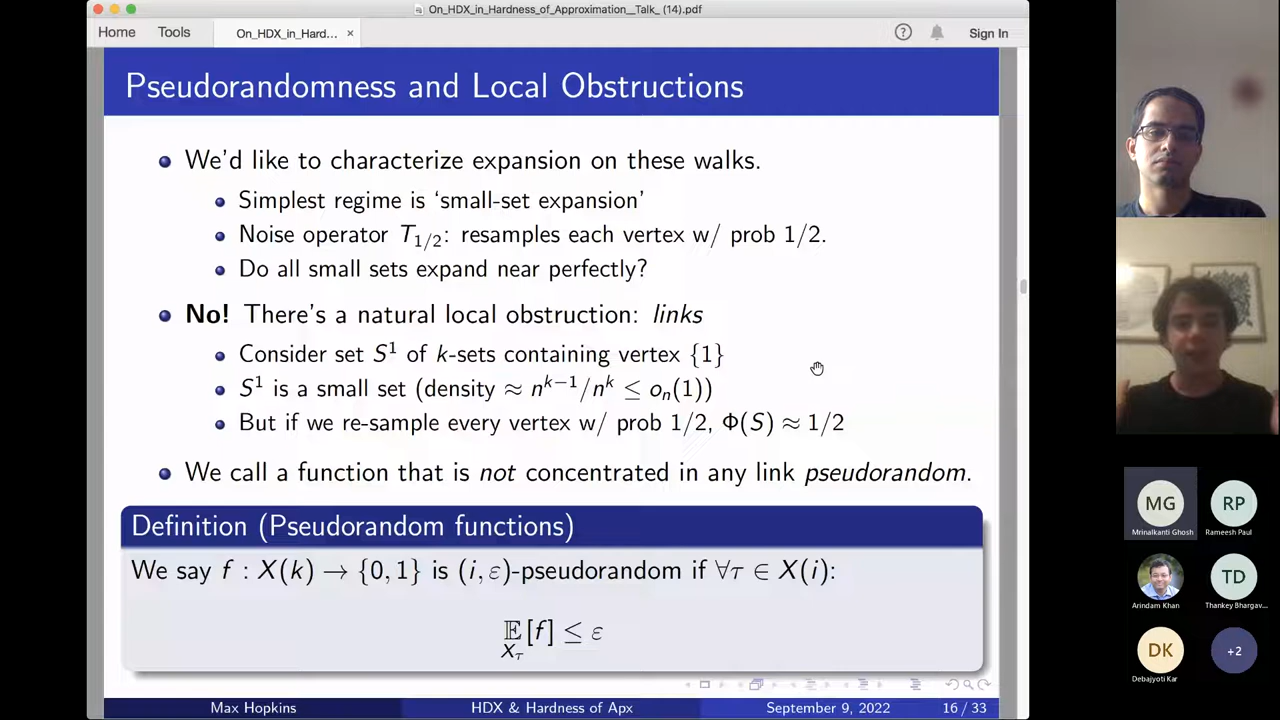 On_HDX_in_Hardness_of_Approximation__Talk_ (14).pdf
Home Tools On_HDX_in_Hard... × Sign In
Pseudorandomness and Local Obstructions
We'd like to characterize expansion on these walks.
Simplest regime is 'small-set expansion'
Noise operator T_{1/2}: resamples each vertex w/ prob 1/2.
Do all small sets expand near perfectly?
No! There's a natural local obstruction: links
Consider set S^1 of k-sets containing vertex {1}
S^1 is a small set (density ≈ n^{k−1}/n^k ≤ o_n(1))
But if we re-sample every vertex w/ prob 1/2, Φ(S) ≈ 1/2
We call a function that is not concentrated in any link pseudorandom.
Definition (Pseudorandom functions)
We say f : X(k) → {0, 1} is (i, ε)-pseudorandom if ∀τ ∈ X(i):
𝔼_{X_τ}[f] ≤ ε
Max Hopkins HDX & Hardness of Apx September 9, 2022 16 / 33
MG RP
Mrinalkanti Ghosh Rameesh Paul
TD
Arindam Khan Thankey Bhargav...
DK +2
Debajyoti Kar